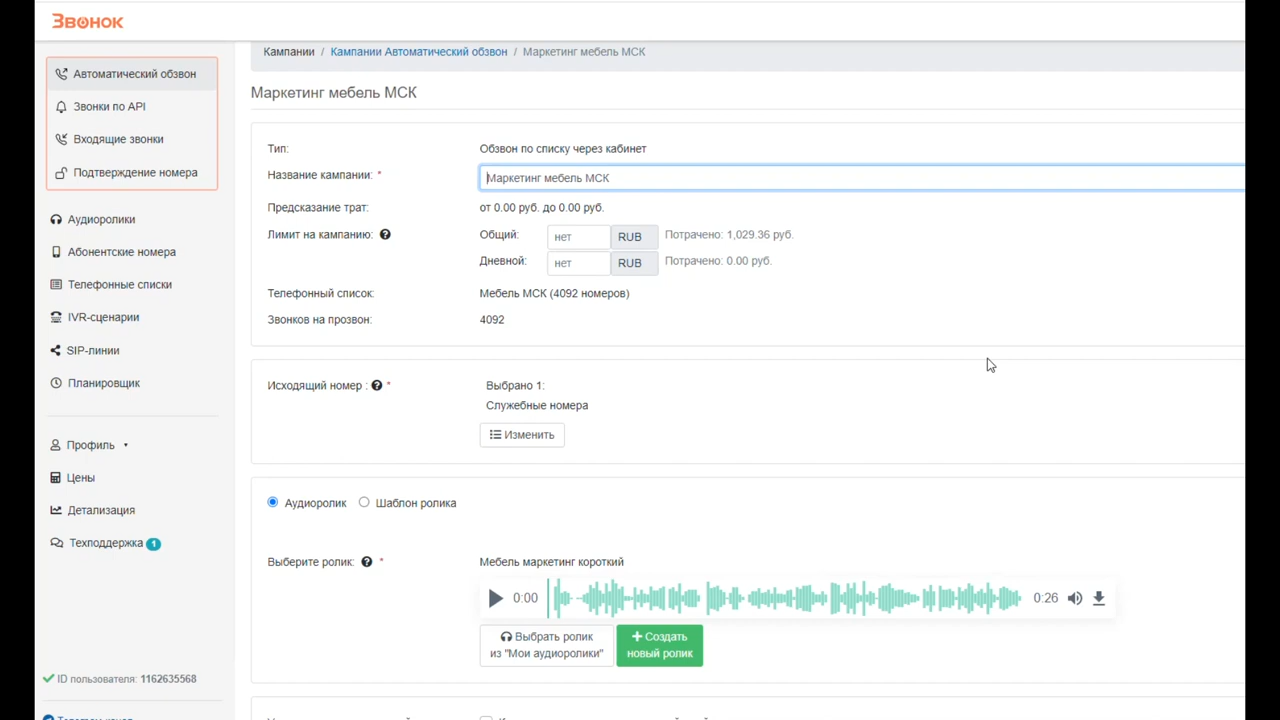 Звонок
Кампании / Кампании Автоматический обзвон / Маркетинг мебель МСК
Автоматический обзвон
Звонки по API
Входящие звонки
Подтверждение номера
Аудиоролики
Абонентские номера
Телефонные списки
IVR-сценарии
SIP-линии
Планировщик
Профиль
Цены
Детализация
Техподдержка 1
ID пользователя: 1162635568
Маркетинг мебель МСК
Тип: Обзвон по списку через кабинет
Название кампании: * Маркетинг мебель МСК
Предсказание трат: от 0.00 руб. до 0.00 руб.
Лимит на кампанию: Общий: нет RUB Потрачено: 1,029.36 руб.
Дневной: нет RUB Потрачено: 0.00 руб.
Телефонный список: Мебель МСК (4092 номеров)
Звонков на прозвон: 4092
Исходящий номер : * Выбрано 1:
Служебные номера
Изменить
Аудиоролик Шаблон ролика
Выберите ролик: * Мебель маркетинг короткий
0:00 0:26
Выбрать ролик
из "Мои аудиоролики"
+ Создать
новый ролик